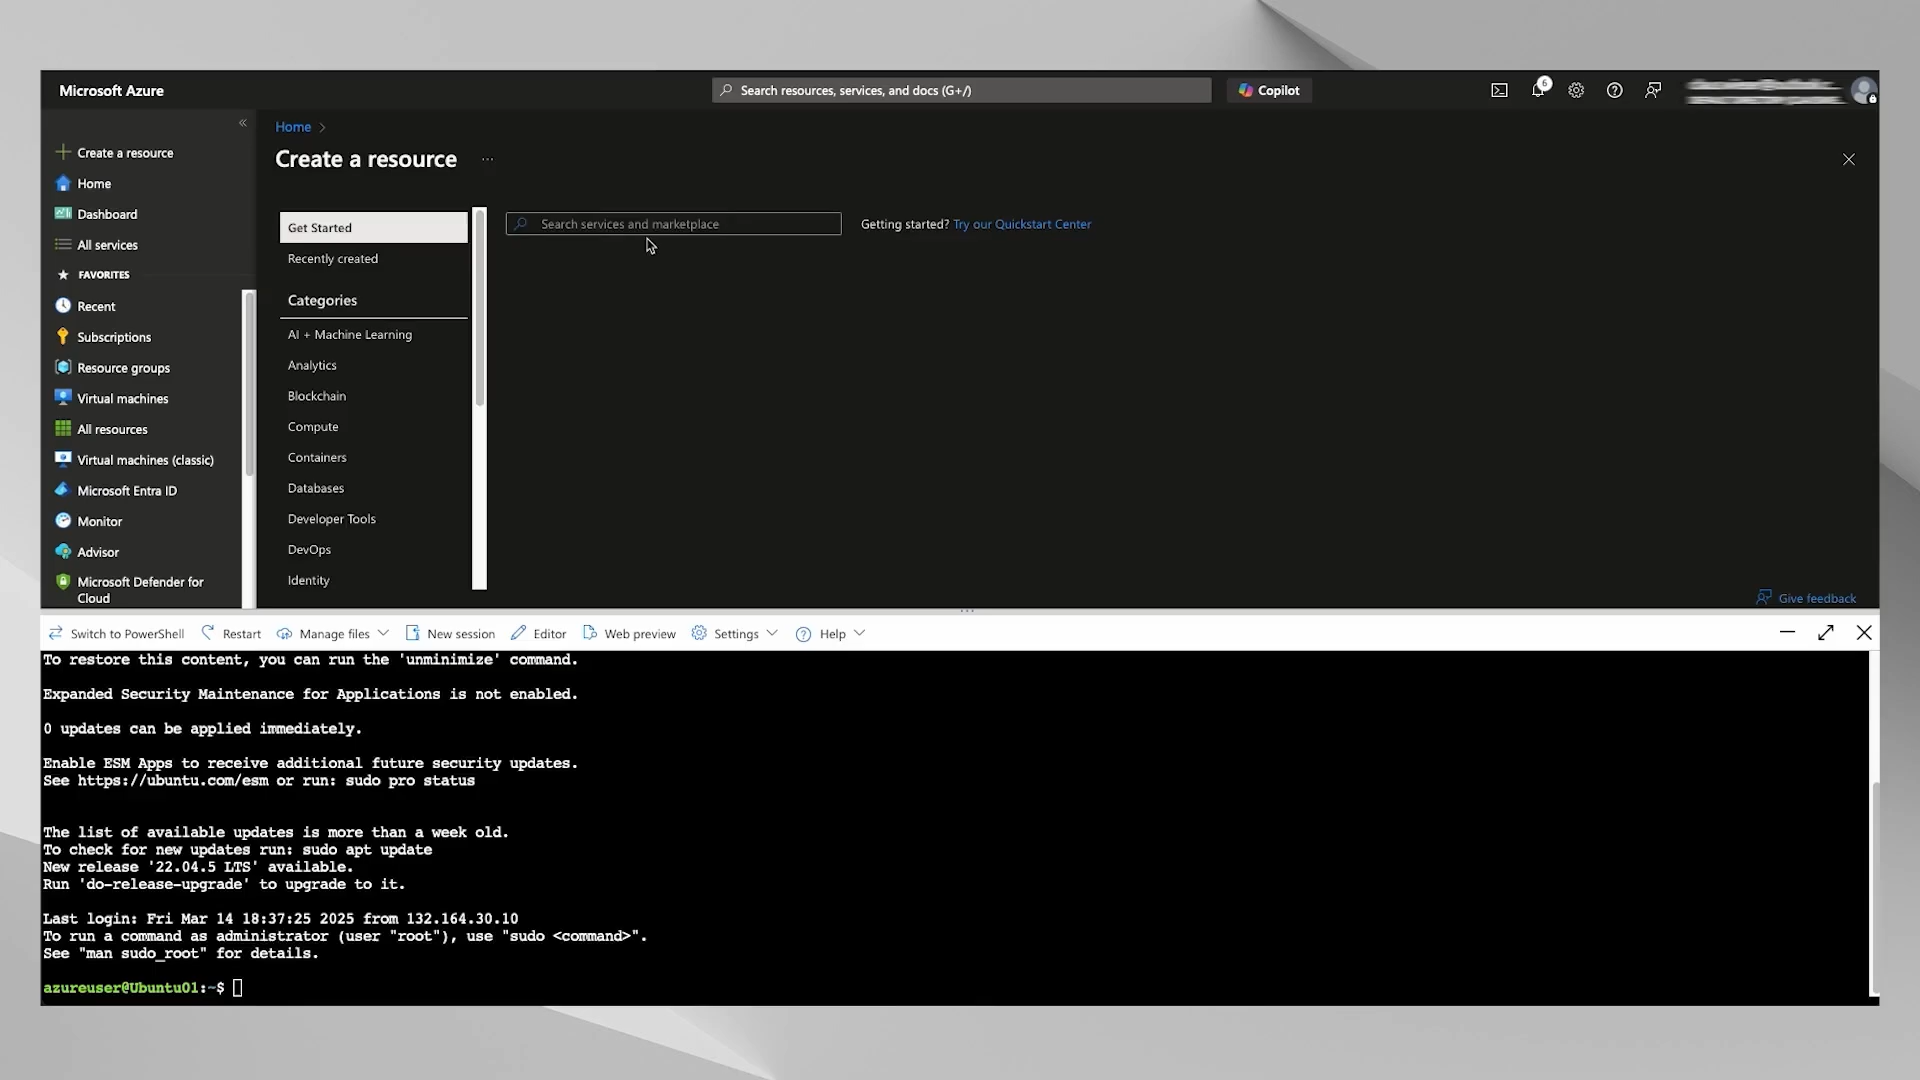 Microsoft Azure
Search resources, services, and docs (G+/)
Copilot
6
Create a resource
Home
Dashboard
All services
FAVORITES
Recent
Subscriptions
Resource groups
Virtual machines
All resources
Virtual machines (classic)
Microsoft Entra ID
Monitor
Advisor
Microsoft Defender for
Cloud
Home
Create a resource
...
Get Started
Recently created
Categories
AI + Machine Learning
Analytics
Blockchain
Compute
Containers
Databases
Developer Tools
DevOps
Identity
Search services and marketplace
Getting started? Try our Quickstart Center
Give feedback
Switch to PowerShell
Restart
Manage files
New session
Editor
Web preview
Settings
Help
To restore this content, you can run the 'unminimize' command.
Expanded Security Maintenance for Applications is not enabled.
0 updates can be applied immediately.
Enable ESM Apps to receive additional future security updates.
See https://ubuntu.com/esm or run: sudo pro status
The list of available updates is more than a week old.
To check for new updates run: sudo apt update
New release '22.04.5 LTS' available.
Run 'do-release-upgrade' to upgrade to it.
Last login: Fri Mar 14 18:37:25 2025 from 132.164.30.10
To run a command as administrator (user "root"), use "sudo <command>".
See "man sudo_root" for details.
azureuser@Ubuntu01:~$